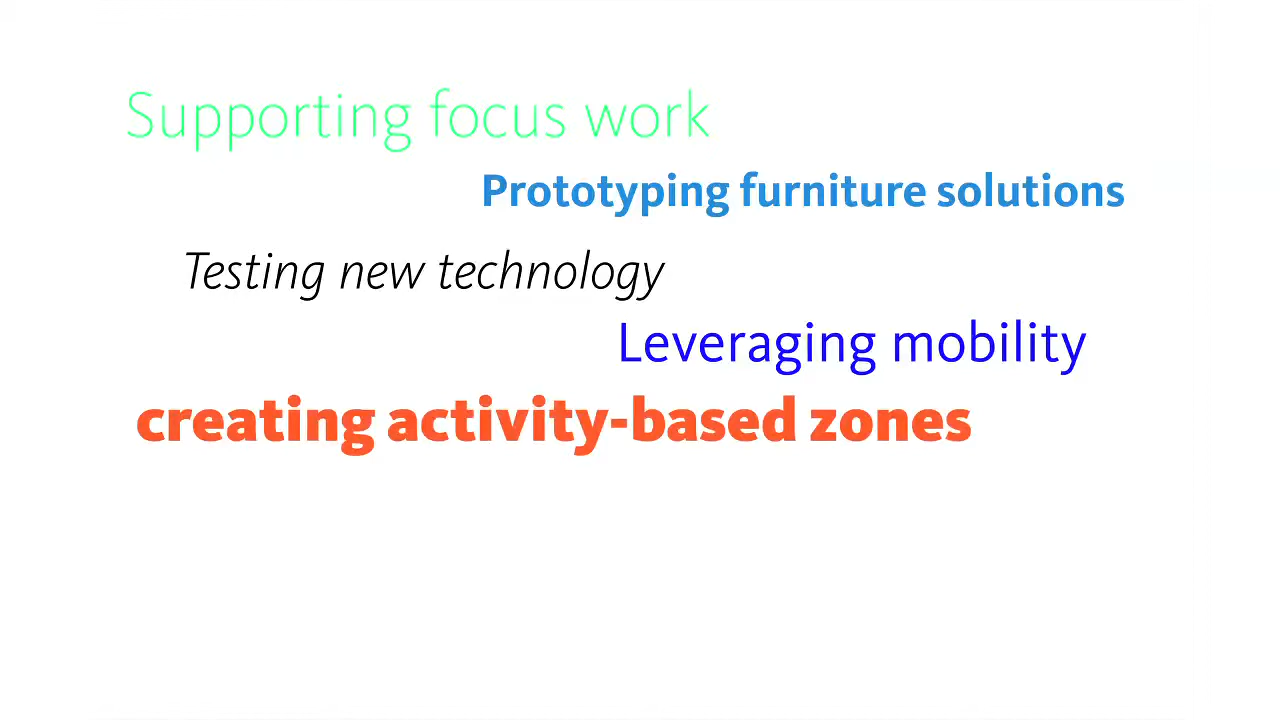 Supporting focus work
Prototyping furniture solutions
Testing new technology
Leveraging mobility
creating activity-based zones